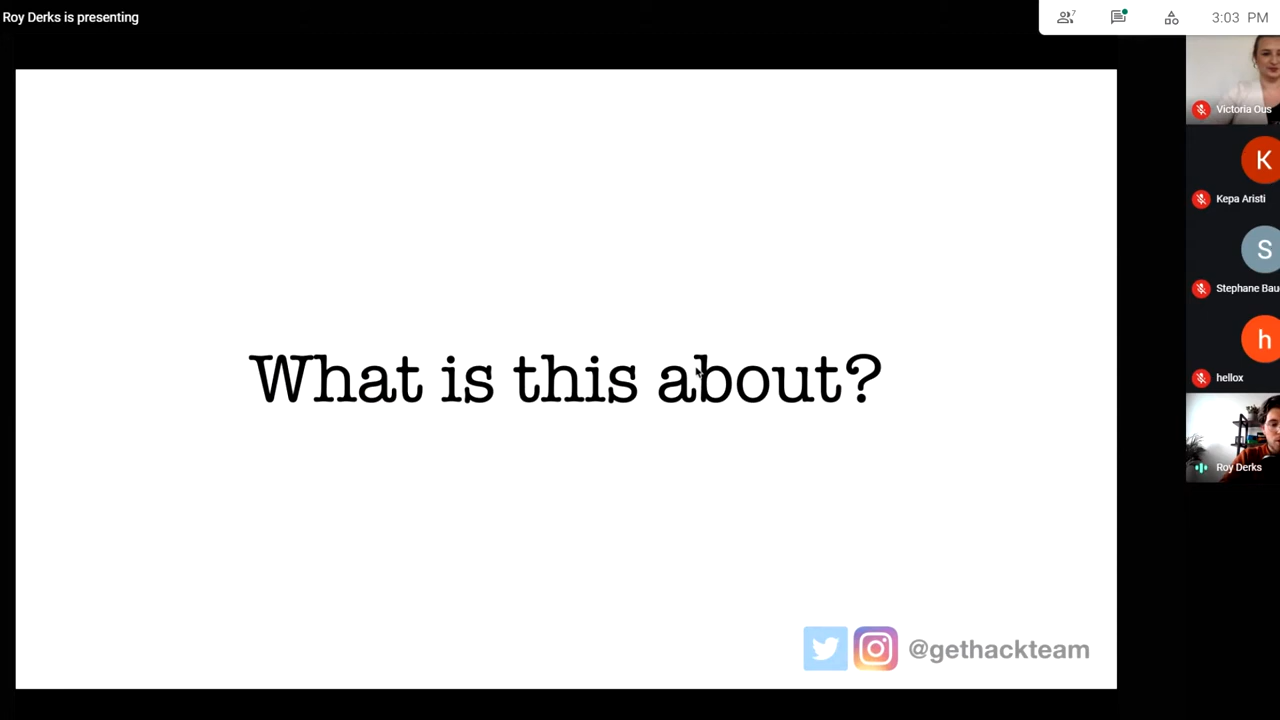 Roy Derks is presenting
7
3:03 PM
What is this about?
@gethackteam
Victoria Ous
K
Kepa Aristi
S
Stephane Bau
h
hellox
Roy Derks